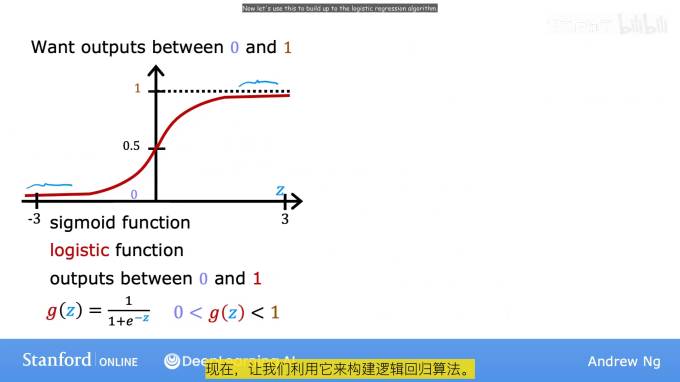 Now let's use this to build up to the logistic regression algorithm.
bilibili
Want outputs between 0 and 1
1
0.5
0
z
-3
3
sigmoid function
logistic function
outputs between 0 and 1
g(z) = 1/(1+e^{-z}) 0 < g(z) < 1
Stanford ONLINE
Andrew Ng
现在，让我们利用它来构建逻辑回归算法。